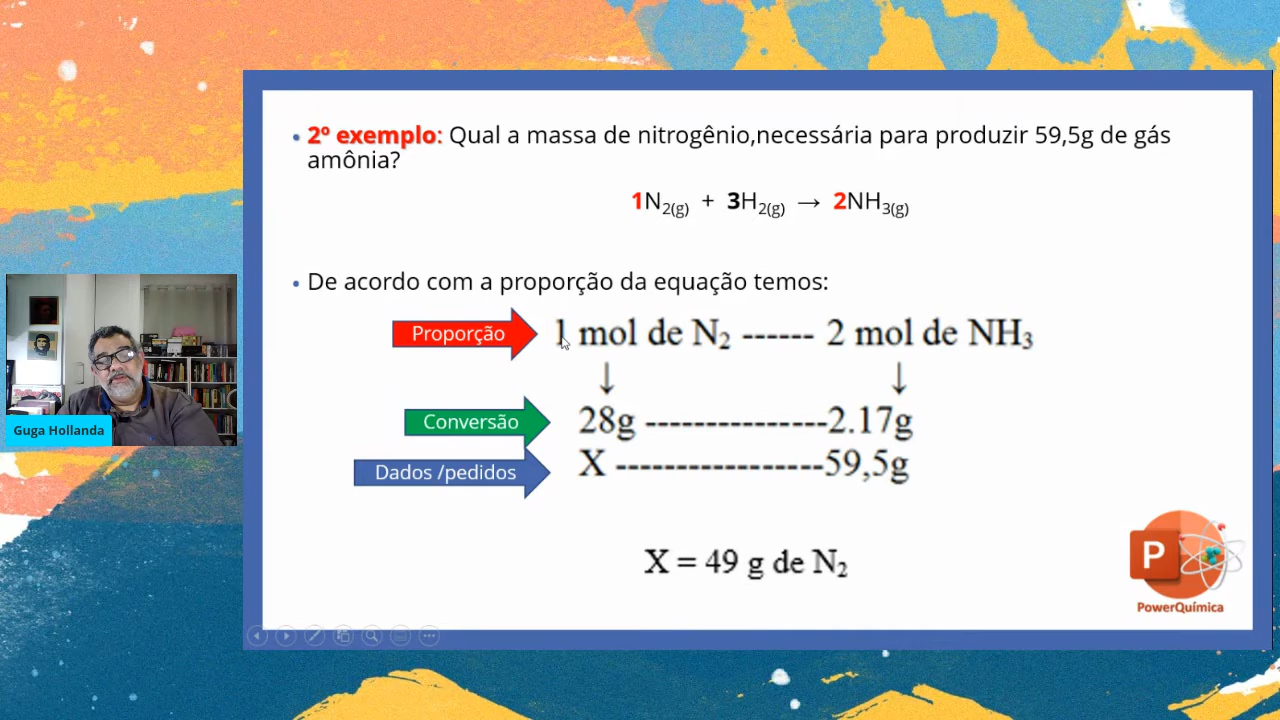 • 2º exemplo: Qual a massa de nitrogênio,necessária para produzir 59,5g de gás
amônia?
1N2(g) + 3H2(g) → 2NH3(g)
• De acordo com a proporção da equação temos:
Proporção 1 mol de N2 ------ 2 mol de NH3
↓ ↓
Conversão 28g ---------------2.17g
Dados /pedidos X -----------------59,5g
X = 49 g de N2
Guga Hollanda
P
PowerQuímica